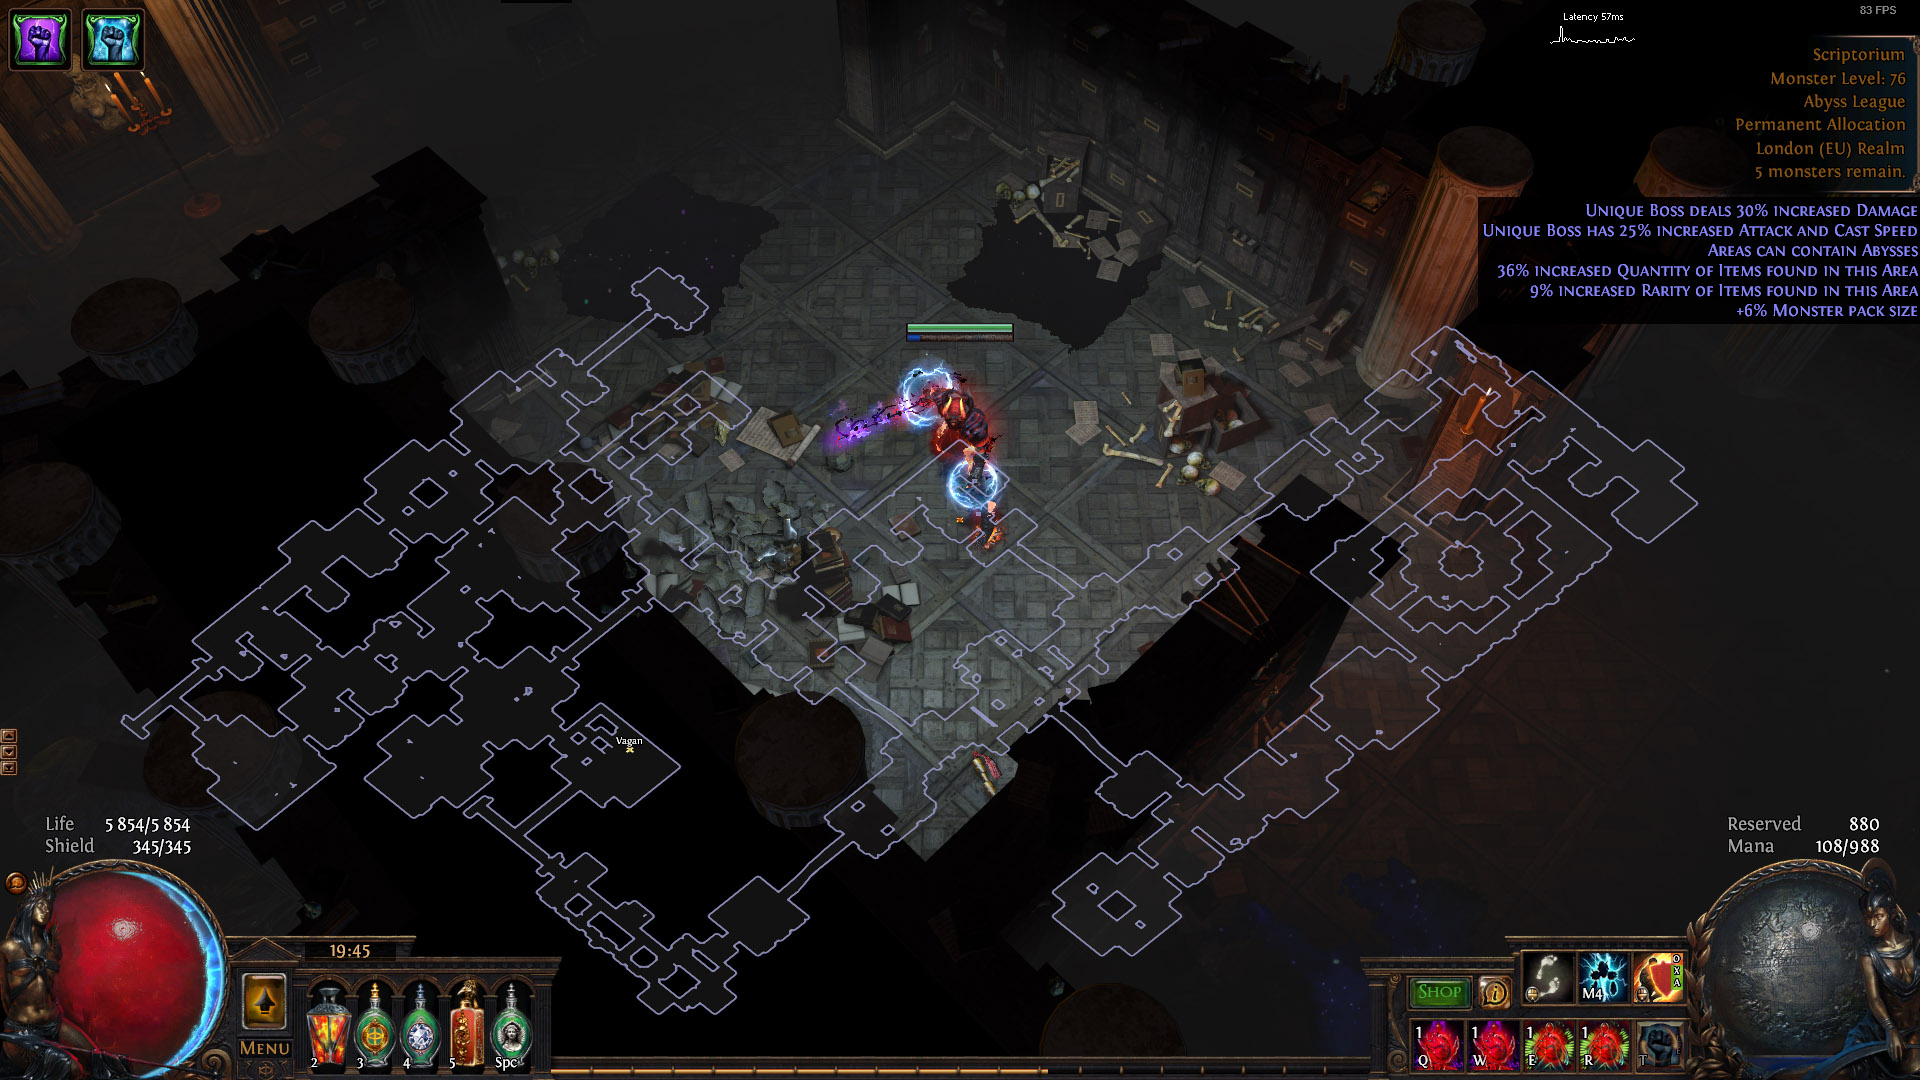 Latency 57ms
83 FPS
Scriptorium
Monster Level: 76
Abyss League
Permanent Allocation
London (EU) Realm
5 monsters remain.
Unique Boss deals 30% increased Damage
Unique Boss has 25% increased Attack and Cast Speed
Areas can contain Abysses
36% increased Quantity of Items found in this Area
9% increased Rarity of Items found in this Area
+6% Monster pack size
Vagan
Life 5 854/5 854
Shield 345/345
Reserved 880
Mana 108/988
19:45
Menu
2 3 4 5 Spc
Shop
M4
O
X
A
1 1 1 1
Q W E R T